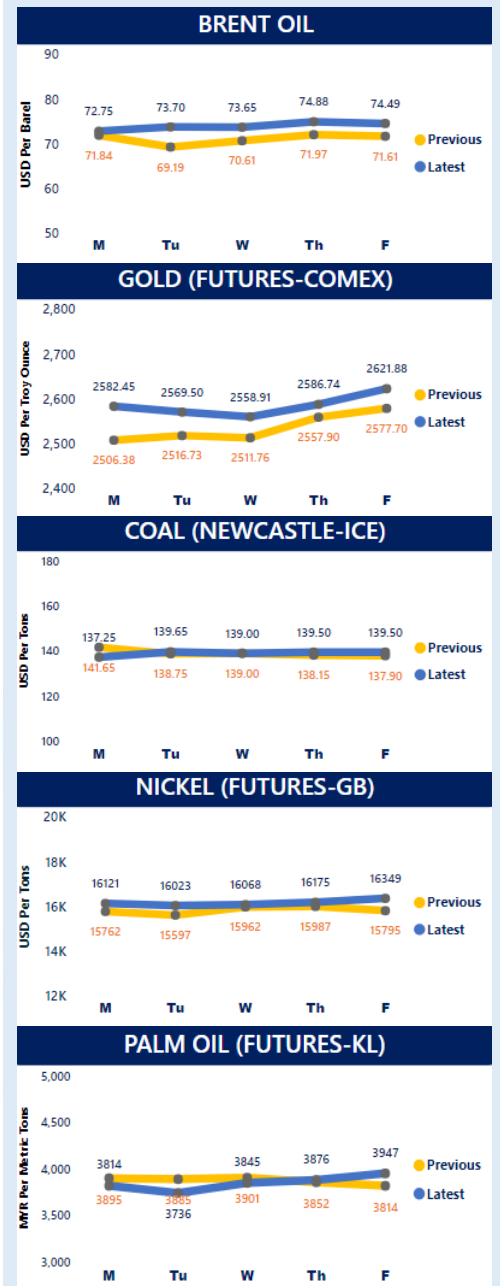 BRENT OIL
90
80
70
60
50
USD Per Barel
72.75 73.70 73.65 74.88 74.49
71.84 69.19 70.61 71.97 71.61
Previous
Latest
M Tu W Th F
GOLD (FUTURES-COMEX)
2,800
2,700
2,600
2,500
2,400
USD Per Troy Ounce
2582.45 2569.50 2558.91 2586.74 2621.88
2506.38 2516.73 2511.76 2557.90 2577.70
Previous
Latest
M Tu W Th F
COAL (NEWCASTLE-ICE)
180
160
140
120
100
USD Per Tons
137.25 139.65 139.00 139.50 139.50
141.65 138.75 139.00 138.15 137.90
Previous
Latest
M Tu W Th F
NICKEL (FUTURES-GB)
20K
18K
16K
14K
12K
USD Per Tons
16121 16023 16068 16175 16349
15762 15597 15962 15987 15795
Previous
Latest
M Tu W Th F
PALM OIL (FUTURES-KL)
5,000
4,500
4,000
3,500
3,000
MYR Per Metric Tons
3814 3736 3845 3876 3947
3895 3885 3901 3852 3814
Previous
Latest
M Tu W Th F